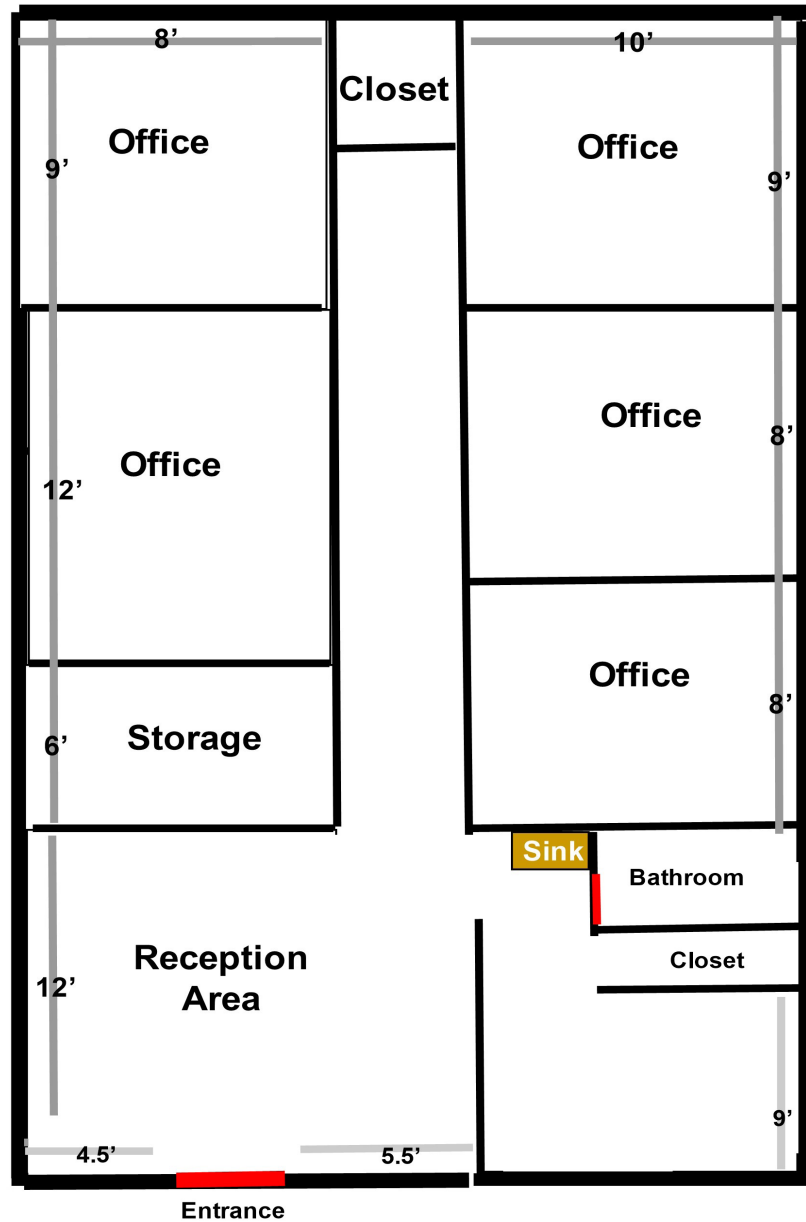 8’
10’
Closet
Office
Office
9’
9’
Office
8’
Office
12’
Office
8’
Storage
6’
Sink
Bathroom
Reception
Area
Closet
12’
9’
4.5’
5.5’
Entrance